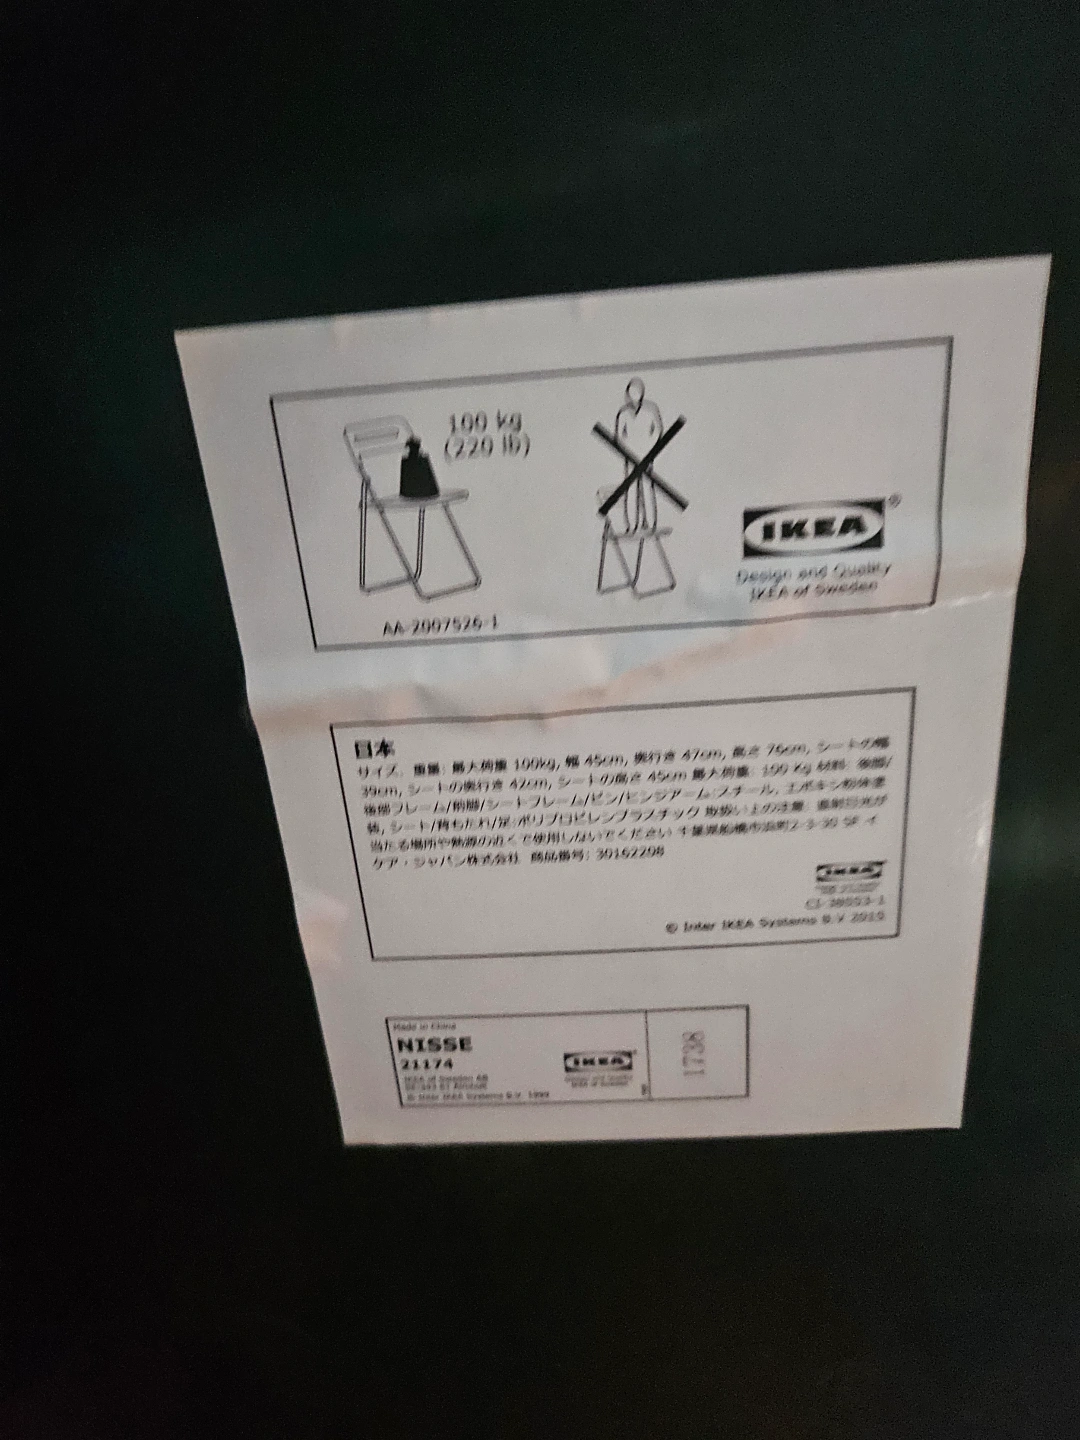 100 kg
(220 lb)
IKEA®
Design and Quality
IKEA of Sweden
AA-2007526-1
日本
サイズ、重量: 最大荷重 100kg, 幅 45cm, 奥行き 47cm, 高さ 76cm, シートの幅
39cm, シートの奥行き 42cm, シートの高さ 45cm 最大荷重: 100 Kg 材料: 後脚/
後部フレーム/前脚/シートフレーム/ピン/ヒンジアーム:スチール, エポキシ粉体塗
装, シート/背もたれ/足:ポリプロピレンプラスチック 取扱い上の注意: 直射日光が
当たる場所や熱源の近くで使用しないでください 千葉県船橋市浜町2-3-30 5F イ
ケア・ジャパン株式会社 商品番号: 30162208
IKEA
© Inter IKEA Systems B.V. 2015
Made in China
NISSE
21174
IKEA
IKEA of Sweden AB
© Inter IKEA Systems B.V. 1999
1738